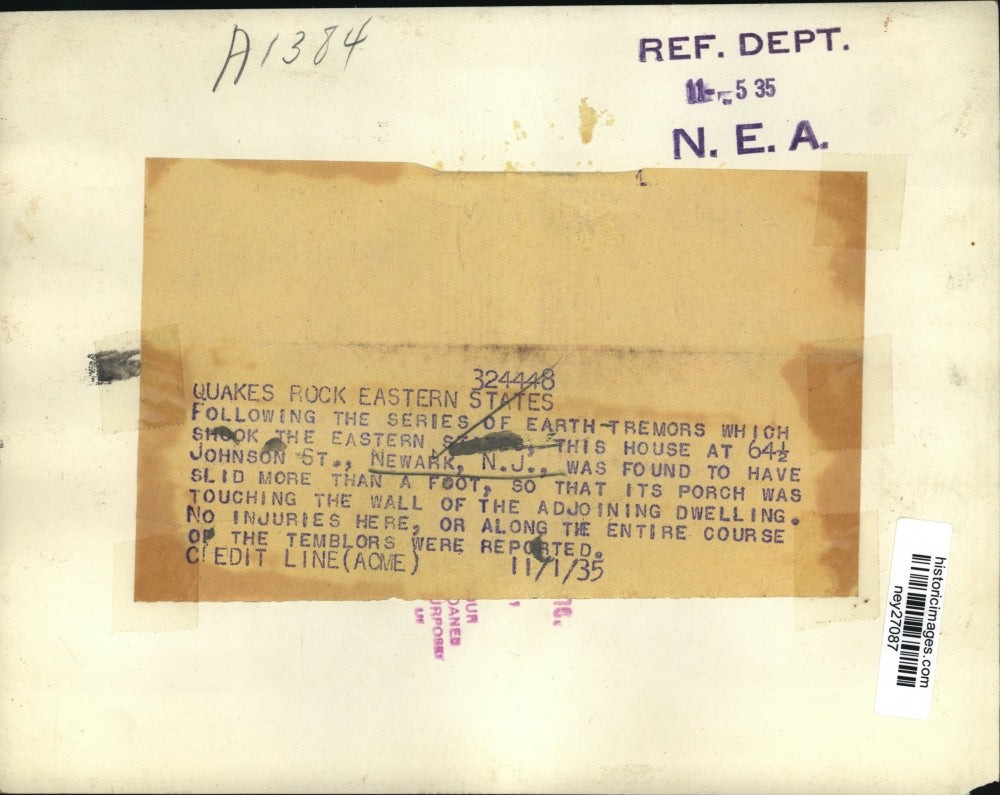 A1384
REF. DEPT.
11--5 35
N. E. A.
324448
QUAKES ROCK EASTERN STATES
FOLLOWING THE SERIES OF EARTH-TREMORS WHICH
SHOOK THE EASTERN THIS HOUSE AT 64½
JOHNSON ST., NEWARK, N.J., WAS FOUND TO HAVE
SLID MORE THAN A FOOT, SO THAT ITS PORCH WAS
TOUCHING THE WALL OF THE ADJOINING DWELLING.
NO INJURIES HERE, OR ALONG THE ENTIRE COURSE
OF THE TEMBLORS WERE REPORTED.
CREDIT LINE(ACME) 11/1/35
historicimages.com
ney27087